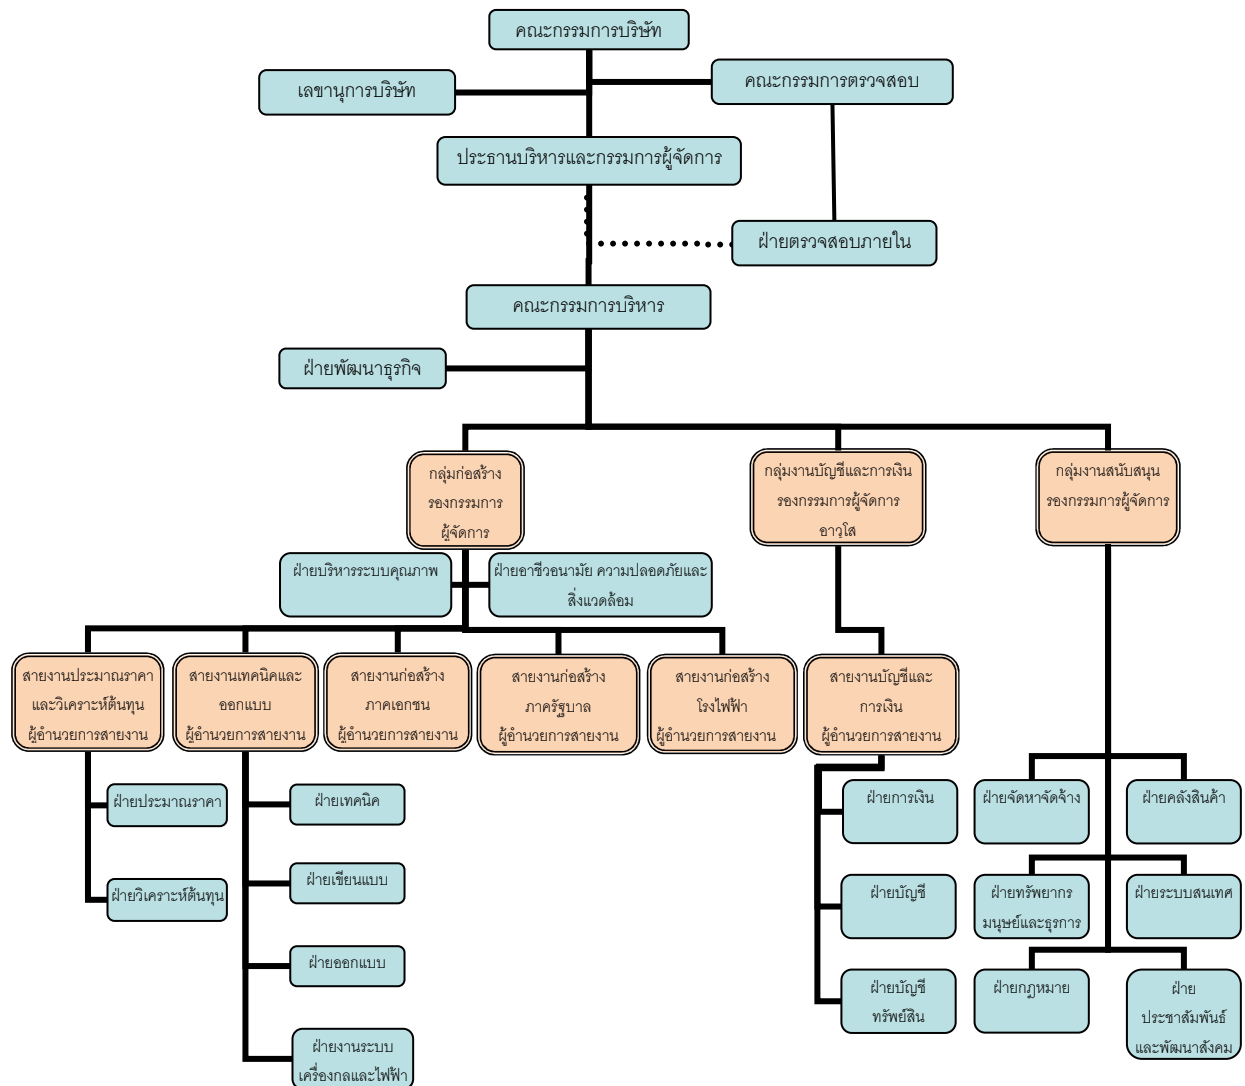 คณะกรรมการบริษัท
คณะกรรมการตรวจสอบ
เลขานุการบริษัท
ประธานบริหารและกรรมการผู้จัดการ
ฝ่ายตรวจสอบภายใน
คณะกรรมการบริหาร
ฝ่ายพัฒนาธุรกิจ
กลุ่มก่อสร้าง
รองกรรมการ
ผู้จัดการ
กลุ่มงานบัญชีและการเงิน
รองกรรมการผู้จัดการ
อาวุโส
กลุ่มงานสนับสนุน
รองกรรมการผู้จัดการ
ฝ่ายบริหารระบบคุณภาพ
ฝ่ายอาชีวอนามัย ความปลอดภัยและ
สิ่งแวดล้อม
สายงานประมาณราคา
และวิเคราะห์ต้นทุน
ผู้อำนวยการสายงาน
สายงานเทคนิคและ
ออกแบบ
ผู้อำนวยการสายงาน
สายงานก่อสร้าง
ภาคเอกชน
ผู้อำนวยการสายงาน
สายงานก่อสร้าง
ภาครัฐบาล
ผู้อำนวยการสายงาน
สายงานก่อสร้าง
โรงไฟฟ้า
ผู้อำนวยการสายงาน
สายงานบัญชีและ
การเงิน
ผู้อำนวยการสายงาน
ฝ่ายประมาณราคา
ฝ่ายวิเคราะห์ต้นทุน
ฝ่ายเทคนิค
ฝ่ายเขียนแบบ
ฝ่ายออกแบบ
ฝ่ายงานระบบ
เครื่องกลและไฟฟ้า
ฝ่ายการเงิน
ฝ่ายบัญชี
ฝ่ายบัญชี
ทรัพย์สิน
ฝ่ายจัดหาจัดจ้าง
ฝ่ายคลังสินค้า
ฝ่ายทรัพยากร
มนุษย์และธุรการ
ฝ่ายระบบสนเทศ
ฝ่ายกฎหมาย
ฝ่าย
ประชาสัมพันธ์
และพัฒนาสังคม